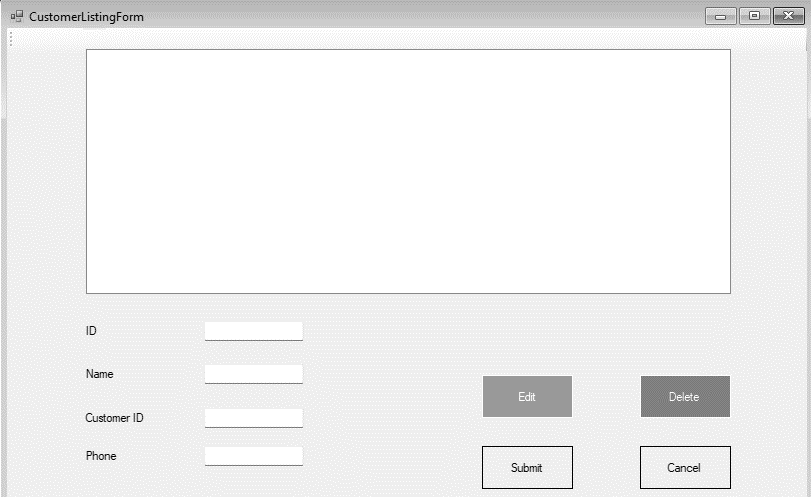 CustomerListingForm
ID
Name
Edit Delete
Customer ID
Phone
Submit Cancel